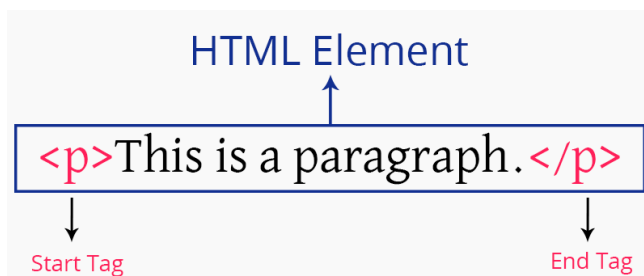 HTML Element
<p>This is a paragraph.</p>
Start Tag
End Tag